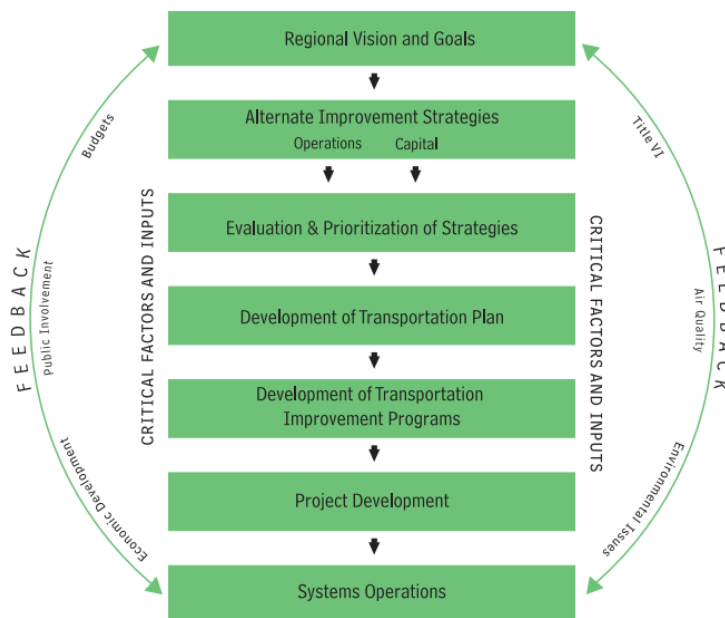 Regional Vision and Goals
Alternate Improvement Strategies
Operations Capital
Evaluation & Prioritization of Strategies
Development of Transportation Plan
Development of Transportation
Improvement Programs
Project Development
Systems Operations
FEEDBACK
Budgets
Public Involvement
Economic Development
CRITICAL FACTORS AND INPUTS
CRITICAL FACTORS AND INPUTS
Title VI
Air Quality
Environmental Issues
FEEDBACK